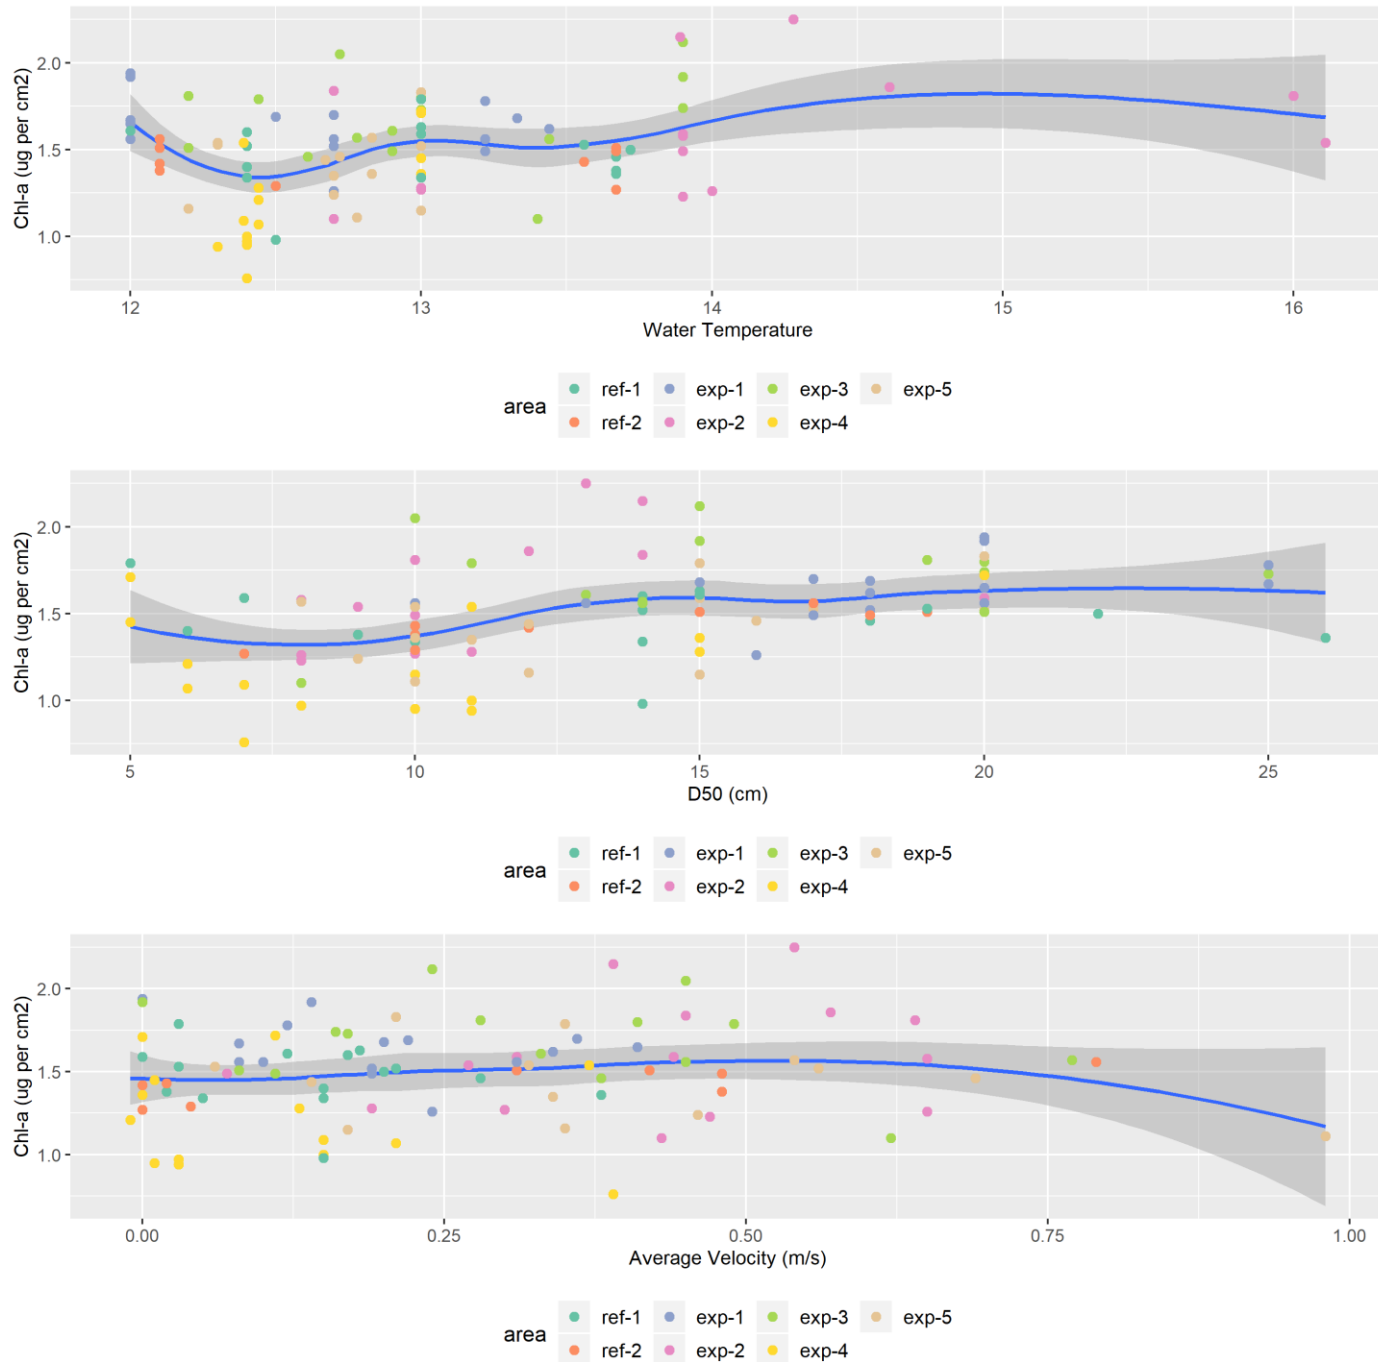 Chl-a (ug per cm2)
2.0
1.5
1.0
12 13 14 15 16
Water Temperature
area
ref-1 exp-1 exp-3 exp-5
ref-2 exp-2 exp-4
Chl-a (ug per cm2)
2.0
1.5
1.0
5 10 15 20 25
D50 (cm)
area
ref-1 exp-1 exp-3 exp-5
ref-2 exp-2 exp-4
Chl-a (ug per cm2)
2.0
1.5
1.0
0.00 0.25 0.50 0.75 1.00
Average Velocity (m/s)
area
ref-1 exp-1 exp-3 exp-5
ref-2 exp-2 exp-4